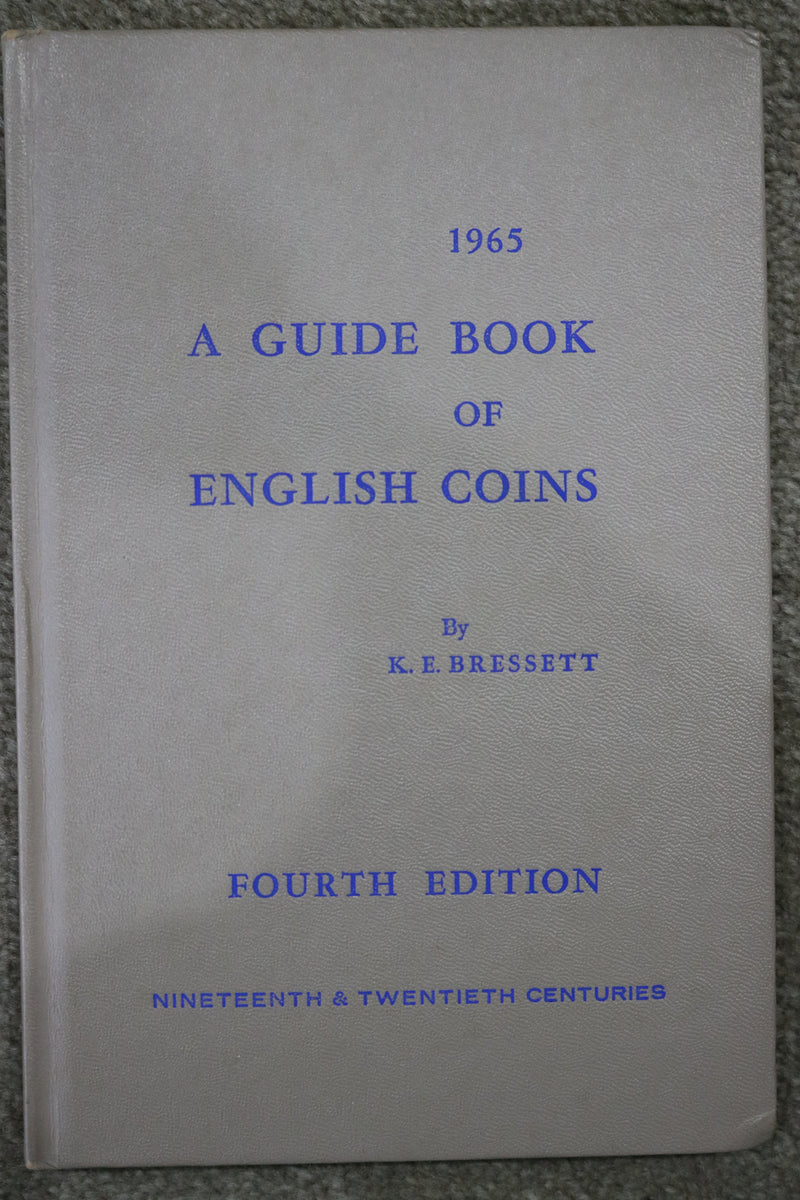 1965
A GUIDE BOOK
OF
ENGLISH COINS
By
K. E. BRESSETT
FOURTH EDITION
NINETEENTH & TWENTIETH CENTURIES